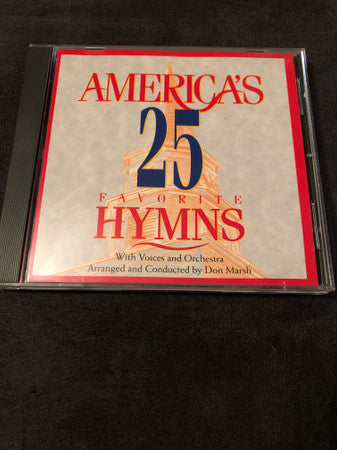 AMERICA'S
25
FAVORITE
HYMNS
With Voices and Orchestra
Arranged and Conducted by Don Marsh